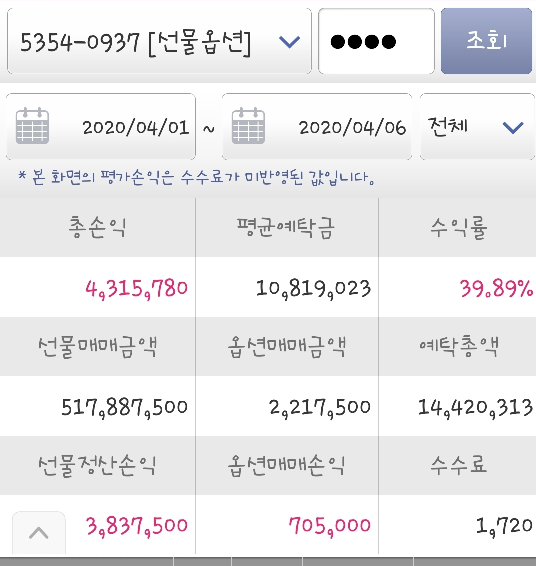 5354-0937 [선물옵션] ●●●● 조회
2020/04/01 ~ 2020/04/06 전체
* 본 화면의 평가손익은 수수료가 미반영된 값입니다.
총손익 평균예탁금 수익률
4,315,780 10,819,023 39.89%
선물매매금액 옵션매매금액 예탁총액
517,887,500 2,217,500 14,420,313
선물정산손익 옵션매매손익 수수료
3,837,500 705,000 1,720